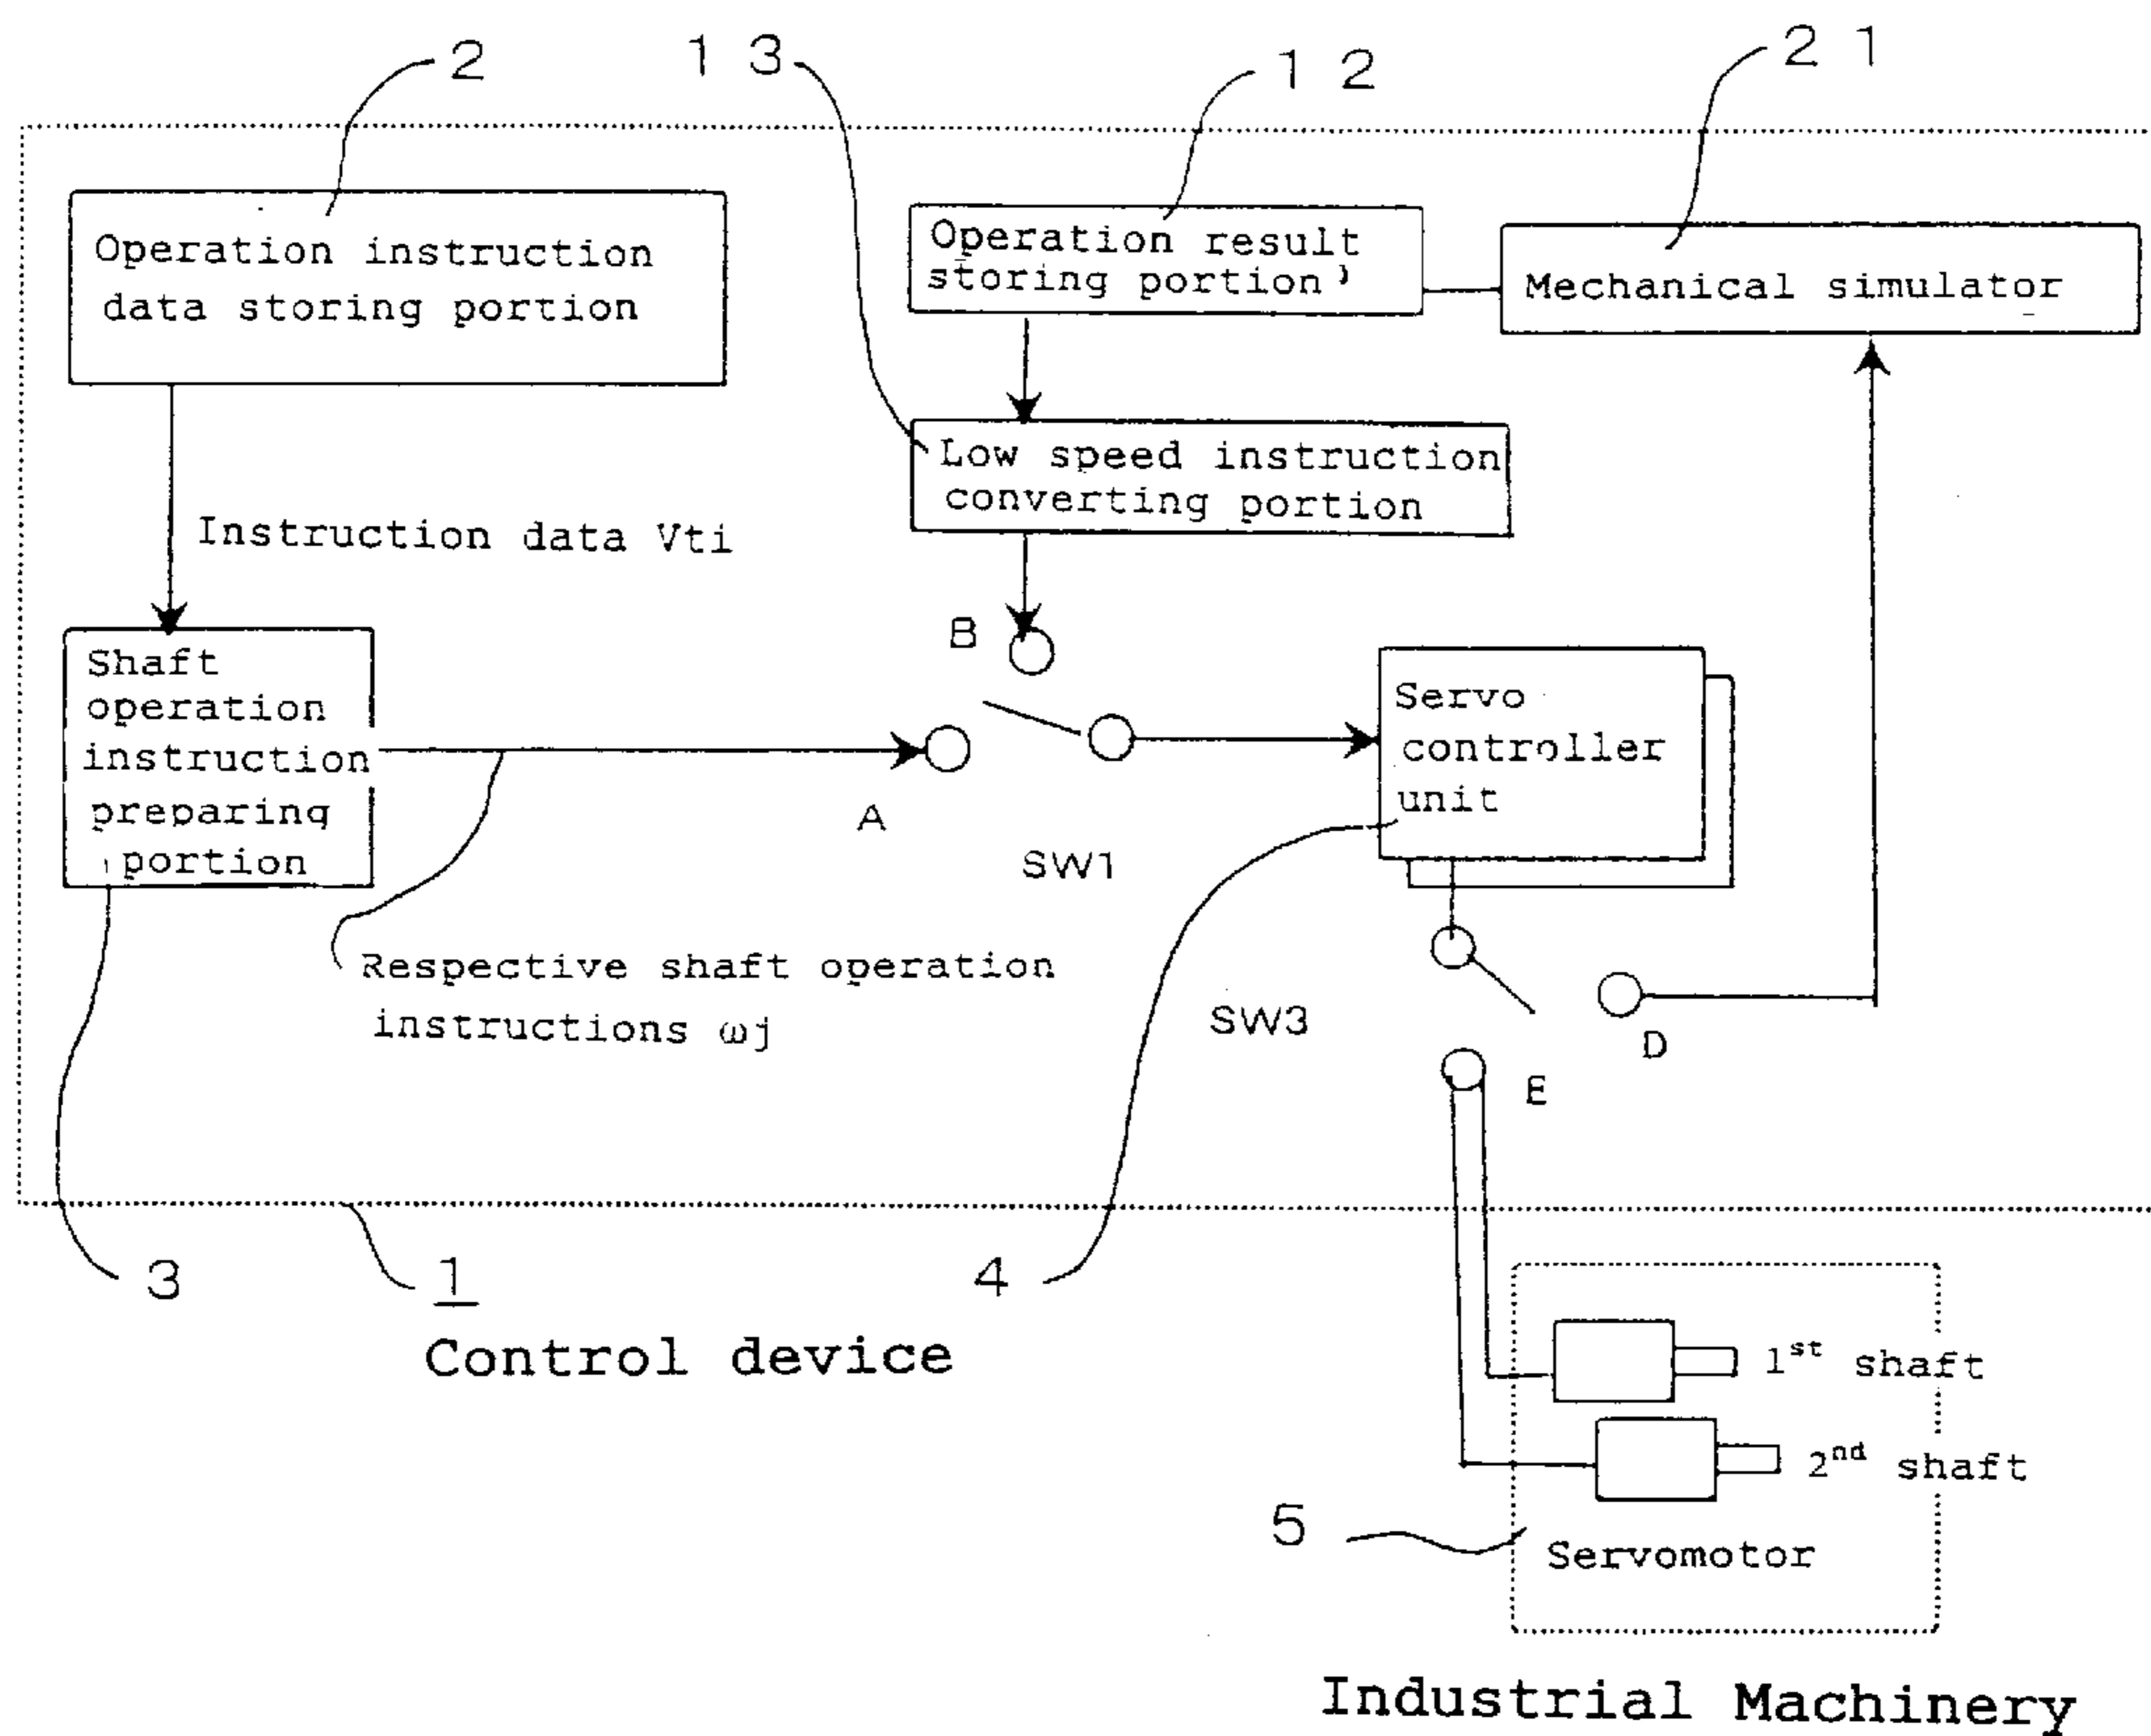 2
1 3
1 2
2 1
Operation instruction
data storing portion
Operation result
storing portion
Mechanical simulator
Low speed instruction
converting portion
Instruction data Vti
Shaft
operation
instruction
preparing
portion
B
A
SW1
Servo
controller
unit
Respective shaft operation
instructions ωj
SW3
D
E
3
1
4
Control device
1st shaft
2nd shaft
5
Servomotor
Industrial Machinery